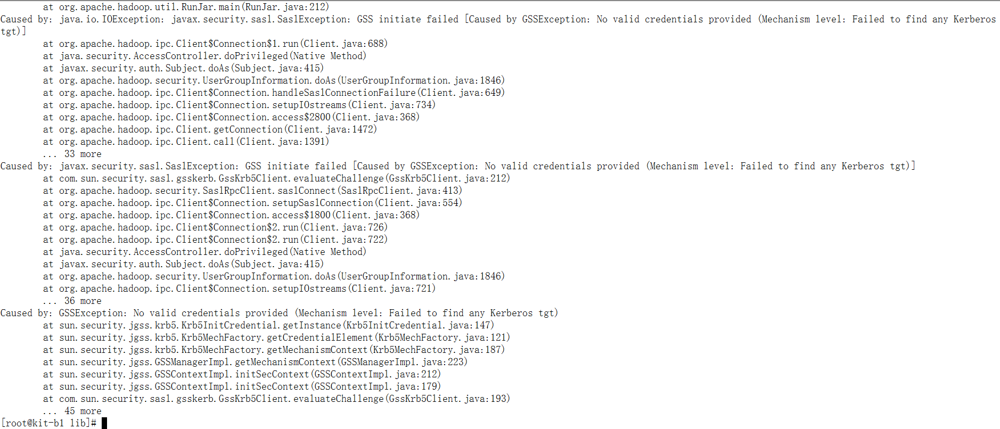 at org.apache.hadoop.util.RunJar.main(RunJar.java:212)
Caused by: java.io.IOException: javax.security.sasl.SaslException: GSS initiate failed [Caused by GSSException: No valid credentials provided (Mechanism level: Failed to find any Kerberos
tgt)]
at org.apache.hadoop.ipc.Client$Connection$1.run(Client.java:688)
at java.security.AccessController.doPrivileged(Native Method)
at javax.security.auth.Subject.doAs(Subject.java:415)
at org.apache.hadoop.security.UserGroupInformation.doAs(UserGroupInformation.java:1846)
at org.apache.hadoop.ipc.Client$Connection.handleSaslConnectionFailure(Client.java:649)
at org.apache.hadoop.ipc.Client$Connection.setupIOstreams(Client.java:734)
at org.apache.hadoop.ipc.Client$Connection.access$2800(Client.java:368)
at org.apache.hadoop.ipc.Client.getConnection(Client.java:1472)
at org.apache.hadoop.ipc.Client.call(Client.java:1391)
... 33 more
Caused by: javax.security.sasl.SaslException: GSS initiate failed [Caused by GSSException: No valid credentials provided (Mechanism level: Failed to find any Kerberos tgt)]
at com.sun.security.sasl.gsskerb.GssKrb5Client.evaluateChallenge(GssKrb5Client.java:212)
at org.apache.hadoop.security.SaslRpcClient.saslConnect(SaslRpcClient.java:413)
at org.apache.hadoop.ipc.Client$Connection.setupSaslConnection(Client.java:554)
at org.apache.hadoop.ipc.Client$Connection.access$1800(Client.java:368)
at org.apache.hadoop.ipc.Client$Connection$2.run(Client.java:726)
at org.apache.hadoop.ipc.Client$Connection$2.run(Client.java:722)
at java.security.AccessController.doPrivileged(Native Method)
at javax.security.auth.Subject.doAs(Subject.java:415)
at org.apache.hadoop.security.UserGroupInformation.doAs(UserGroupInformation.java:1846)
at org.apache.hadoop.ipc.Client$Connection.setupIOstreams(Client.java:721)
... 36 more
Caused by: GSSException: No valid credentials provided (Mechanism level: Failed to find any Kerberos tgt)
at sun.security.jgss.krb5.Krb5InitCredential.getInstance(Krb5InitCredential.java:147)
at sun.security.jgss.krb5.Krb5MechFactory.getCredentialElement(Krb5MechFactory.java:121)
at sun.security.jgss.krb5.Krb5MechFactory.getMechanismContext(Krb5MechFactory.java:187)
at sun.security.jgss.GSSManagerImpl.getMechanismContext(GSSManagerImpl.java:223)
at sun.security.jgss.GSSContextImpl.initSecContext(GSSContextImpl.java:212)
at sun.security.jgss.GSSContextImpl.initSecContext(GSSContextImpl.java:179)
at com.sun.security.sasl.gsskerb.GssKrb5Client.evaluateChallenge(GssKrb5Client.java:193)
... 45 more
[root@kit-b1 lib]#